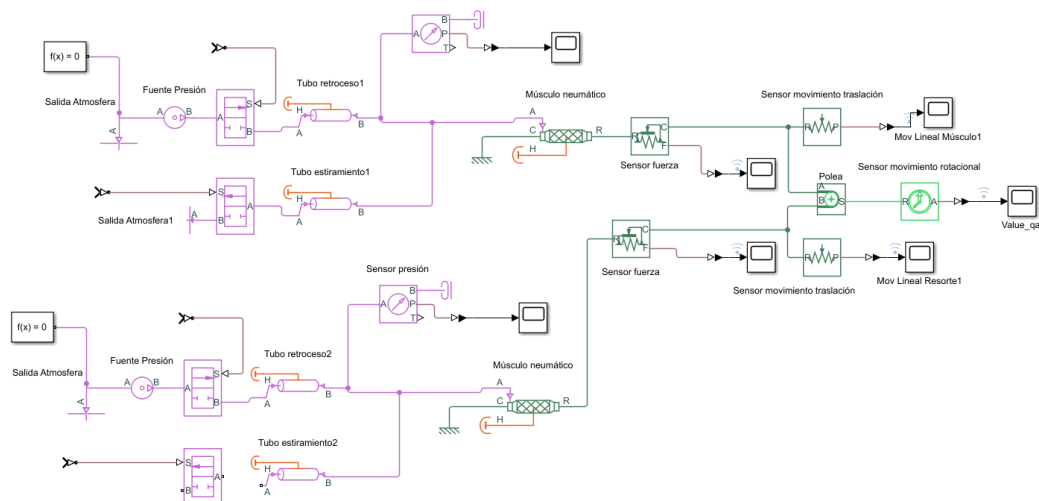 B
A P
T
f(x) = 0
Salida Atmosfera
Fuente Presión
A B
A
S
A
B
Tubo retroceso1
H
A
B
Músculo neumático
A
C R
H
Sensor movimiento traslación
R P
Mov Lineal Músculo1
R C
F
Sensor fuerza
Sensor movimiento rotacional
Polea
A
B S
R A
Value_qa
Tubo estiramiento1
S
A
B
H
A
B
Salida Atmosfera1
A
R C
F
Sensor fuerza
R P
Mov Lineal Resorte1
Sensor movimiento traslación
Sensor presión
B
A P
T
f(x) = 0
Salida Atmosfera
Fuente Presión
A B
A
S
A
B
Tubo retroceso2
H
A
B
Músculo neumático
A
C R
H
Tubo estiramiento2
S
A
B
H
A
B